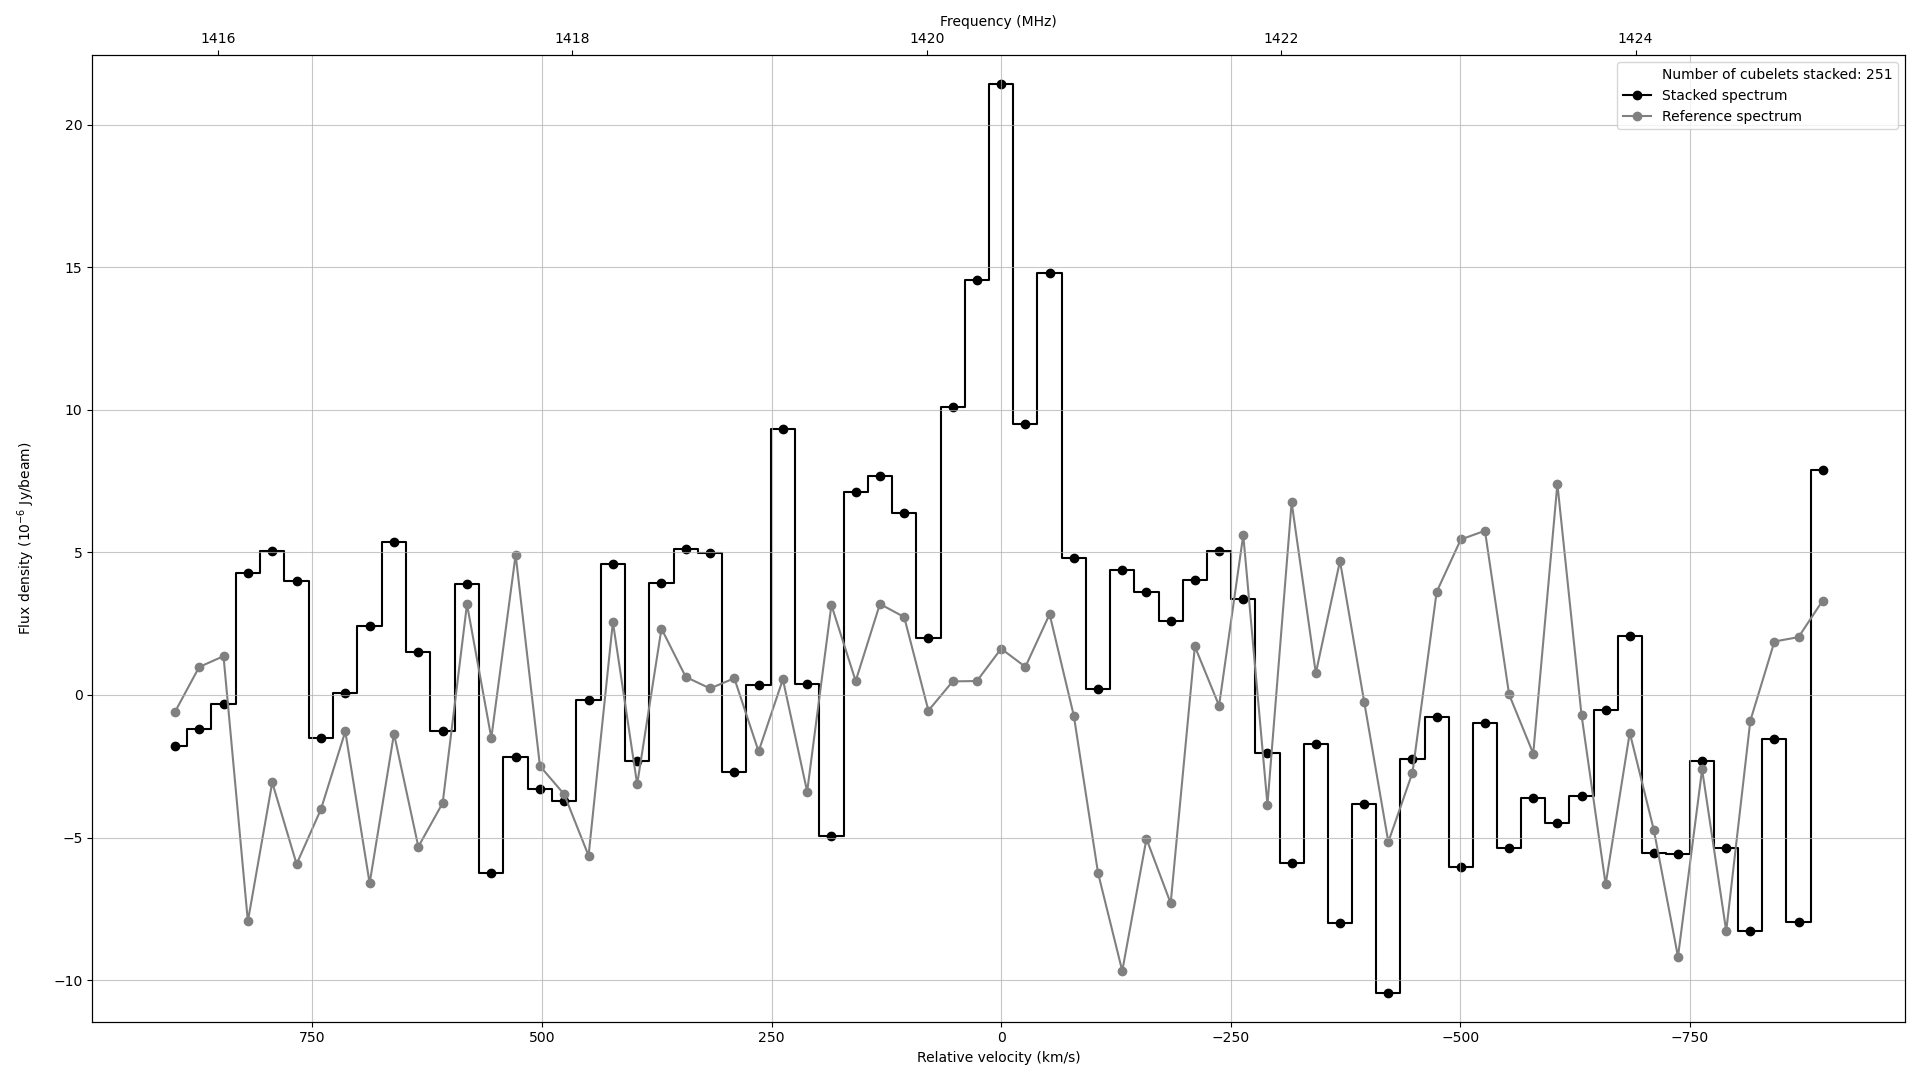 Frequency (MHz)
1416 1418 1420 1422 1424
Number of cubelets stacked: 251
Stacked spectrum
Reference spectrum
20
15
10
5
0
−5
−10
Flux density (10⁻⁶ Jy/beam)
750 500 250 0 −250 −500 −750
Relative velocity (km/s)